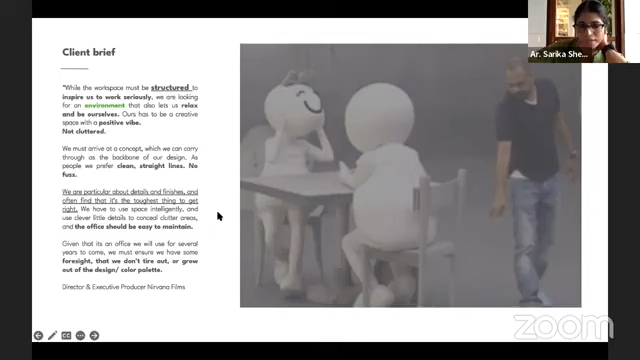 Client brief
"While the workspace must be structured to
inspire us to work seriously, we are looking
for an environment that also lets us relax
and be ourselves. Ours has to be a creative
space with a positive vibe.
Not cluttered.
We must arrive at a concept, which we can carry
through as the backbone of our design. As
people we prefer clean, straight lines. No
fuss.
We are particular about details and finishes, and
often find that it's the toughest thing to get
right. We have to use space intelligently, and
use clever little details to conceal clutter areas,
and the office should be easy to maintain.
Given that its an office we will use for several
years to come, we must ensure we have some
foresight, that we don't tire out, or grow
out of the design/ color palette.
Director & Executive Producer Nirvana Films
Ar. Sarika She...
zoom